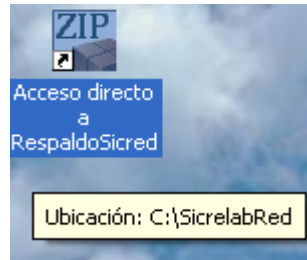 ZIP
Acceso directo
a
RespaldoSicred
Ubicación: C:\SicrelabRed